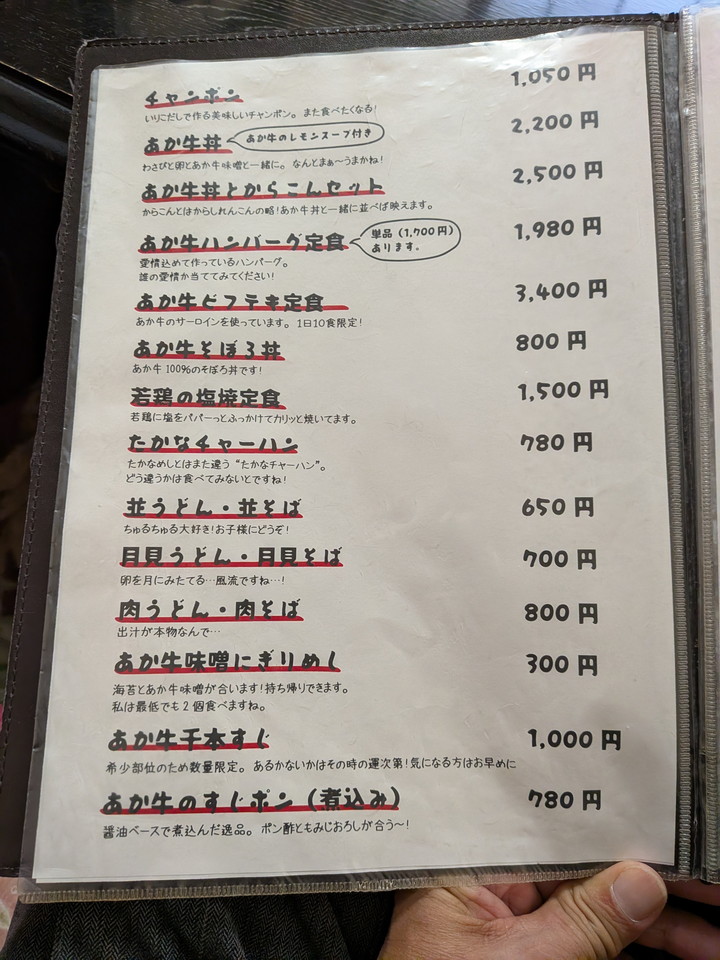 チャンポン 1,050円
いりこだしで作る美味しいチャンポン。また食べたくなる!
あか牛丼 あか牛のレモンスープ付き 2,200円
わさびと卵とあか牛味噌と一緒に。なんとまぁ〜うまかね!
あか牛丼とからこんセット 2,500円
からこんとはからしれんこんの略!あか牛丼と一緒に並べば映えます。
あか牛ハンバーグ定食 単品(1,700円)あります。 1,980円
愛情込めて作っているハンバーグ。
誰の愛情か当ててみてください!
あか牛ビフテキ定食 3,400円
あか牛のサーロインを使っています。1日10食限定!
あか牛そぼろ丼 800円
あか牛100%のそぼろ丼です!
若鶏の塩焼定食 1,500円
若鶏に塩をパパーっとふっかけてカリッと焼いてます。
たかなチャーハン 780円
たかなめしとはまた違う“たかなチャーハン”。
どう違うかは食べてみないとですね!
並うどん・並そば 650円
ちゅるちゅる大好き!お子様にどうぞ!
月見うどん・月見そば 700円
卵を月にみたてる…風流ですね…!
肉うどん・肉そば 800円
出汁が本物なんで…
あか牛味噌にぎりめし 300円
海苔とあか牛味噌が合います!持ち帰りできます。
私は最低でも2個食べますね。
あか牛千本すじ 1,000円
希少部位のため数量限定。あるかないかはその時の運次第!気になる方はお早めに
あか牛のすじポン(煮込み) 780円
醤油ベースで煮込んだ逸品。ポン酢ともみじおろしが合う〜!